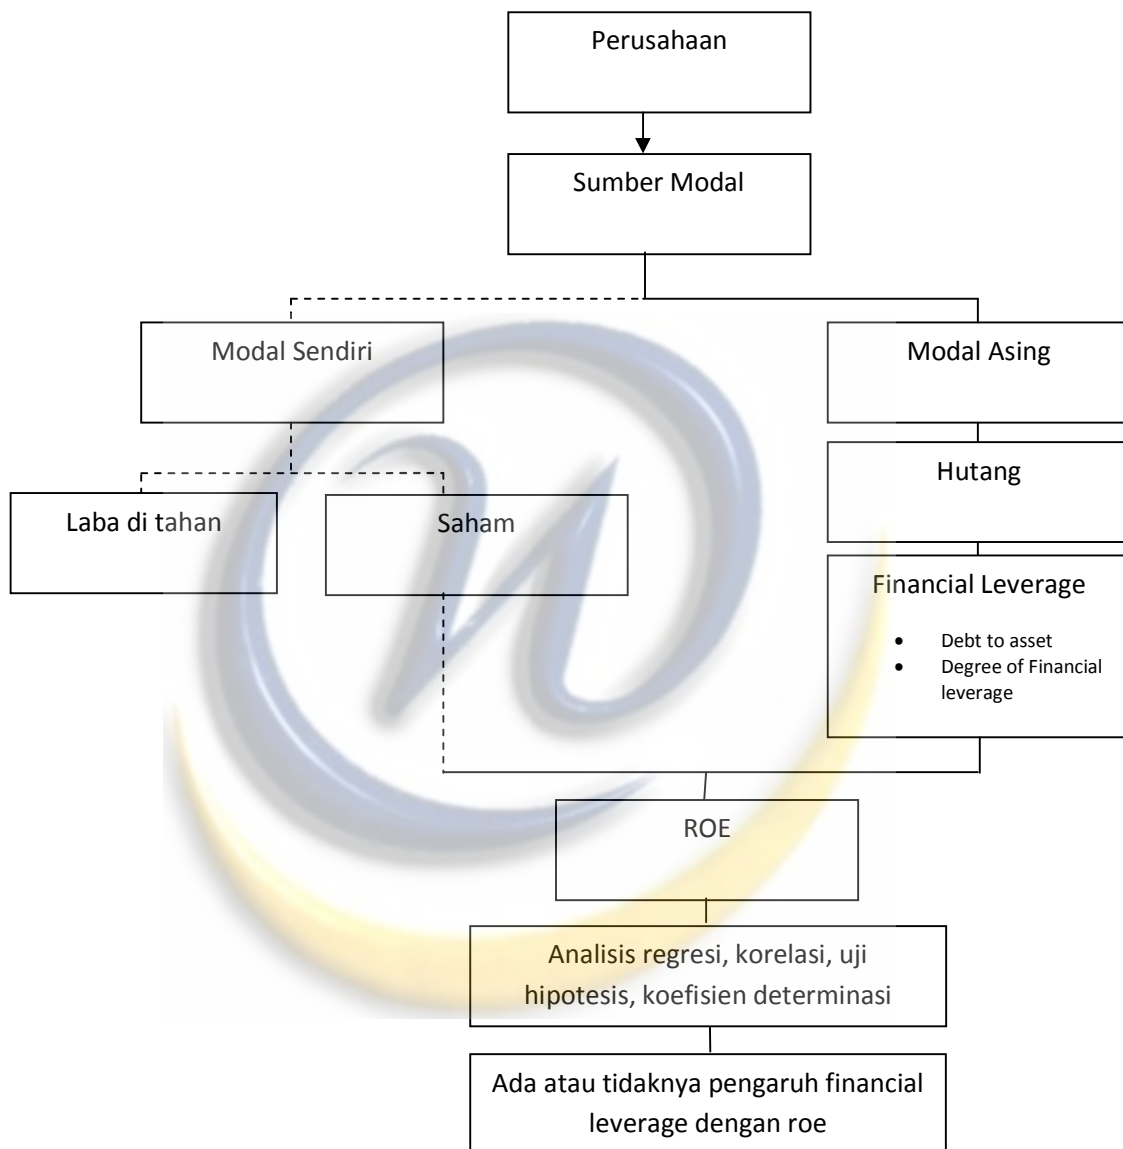 Perusahaan
Sumber Modal
Modal Sendiri
Modal Asing
Hutang
Laba di tahan
Saham
Financial Leverage
• Debt to asset
• Degree of Financial
leverage
ROE
Analisis regresi, korelasi, uji
hipotesis, koefisien determinasi
Ada atau tidaknya pengaruh financial
leverage dengan roe